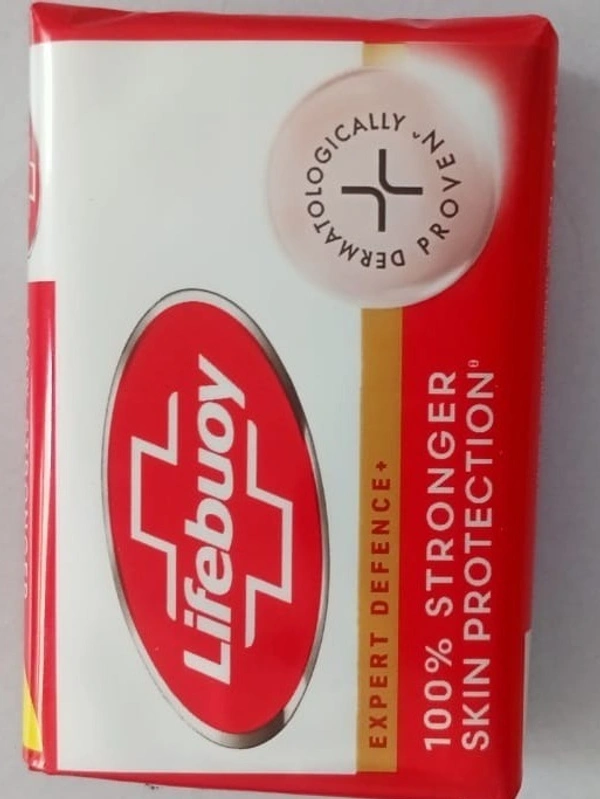 Lifebuoy
DERMATOLOGICALLY PROVEN
EXPERT DEFENCE+
100% STRONGER
SKIN PROTECTION